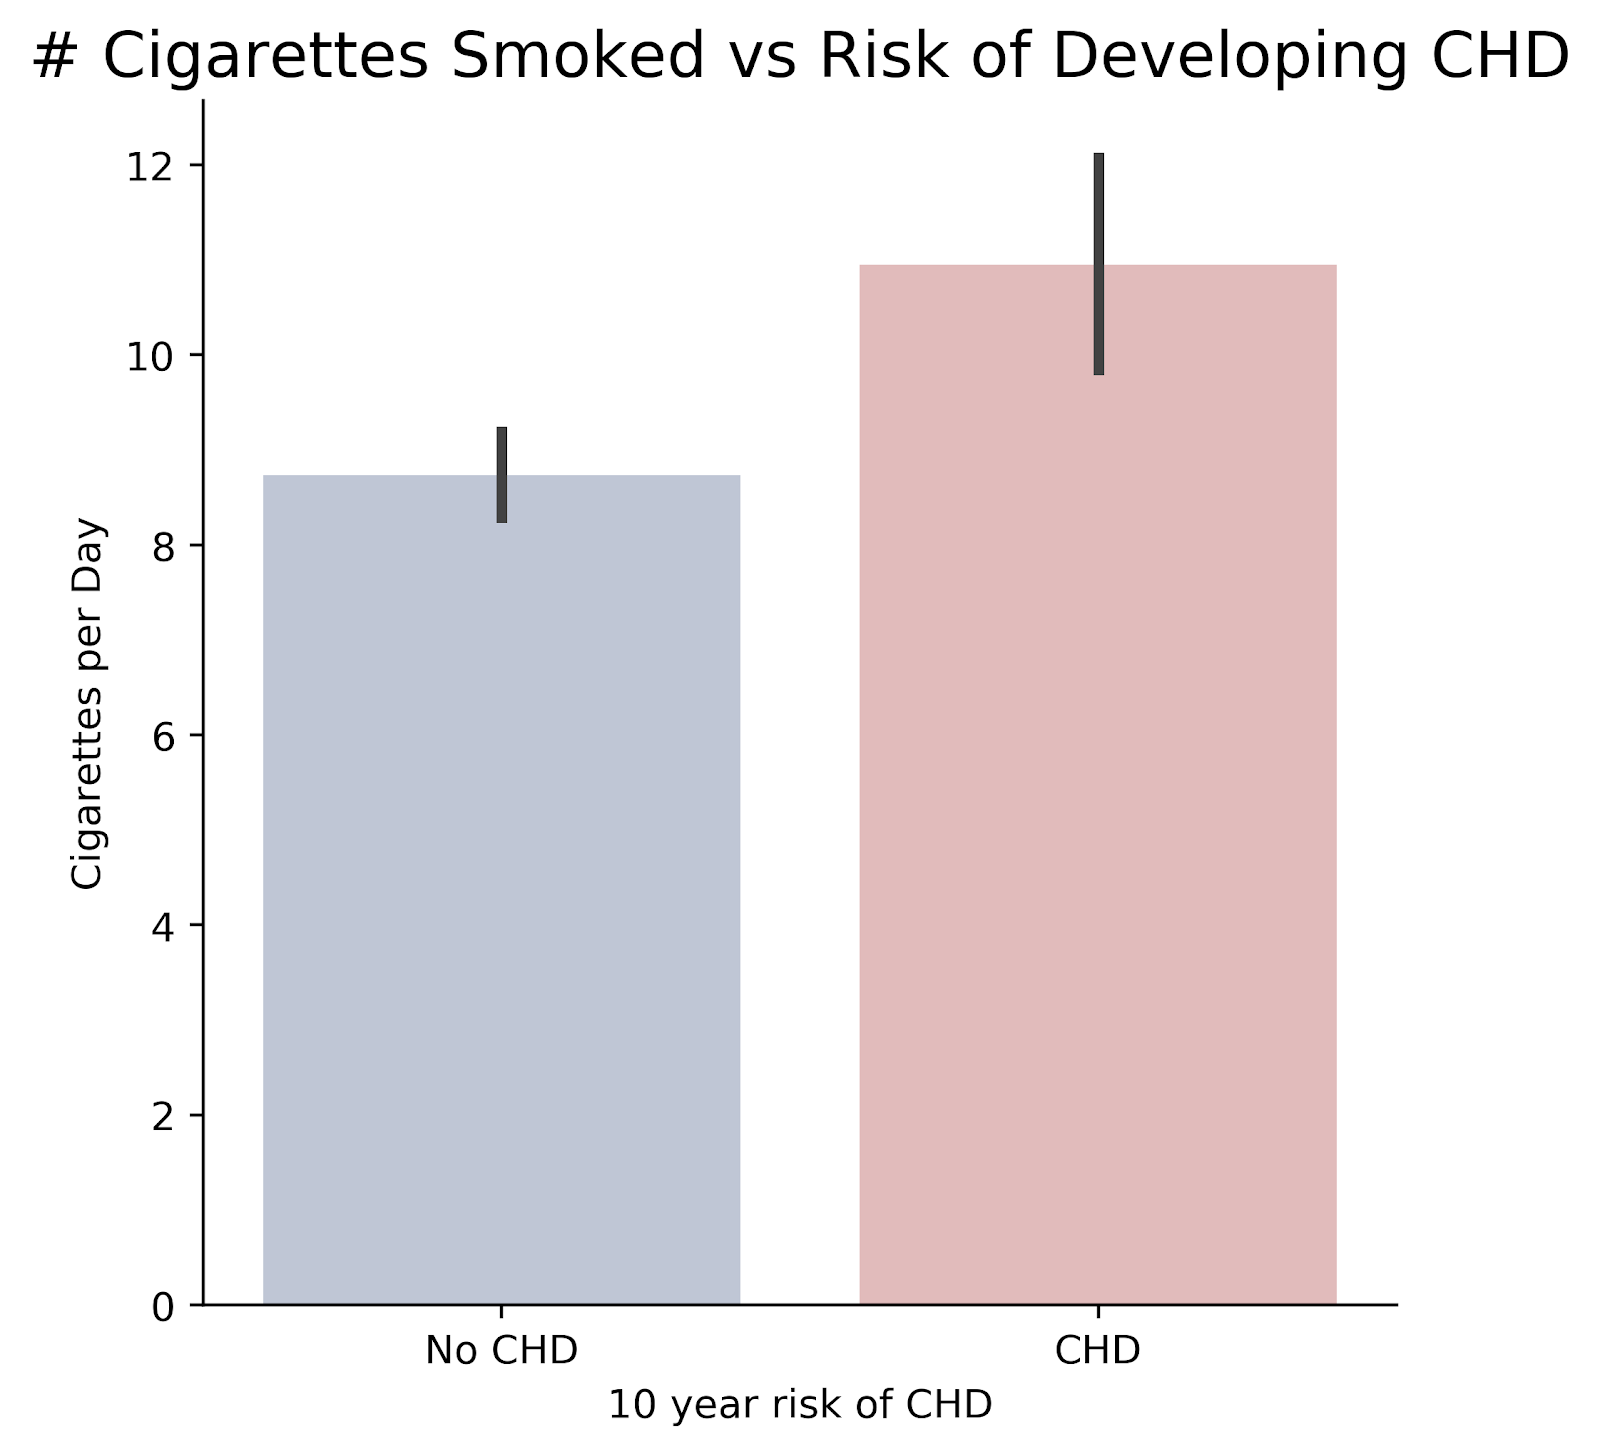 # Cigarettes Smoked vs Risk of Developing CHD
12
10
8
6
4
2
0
Cigarettes per Day
No CHD
CHD
10 year risk of CHD